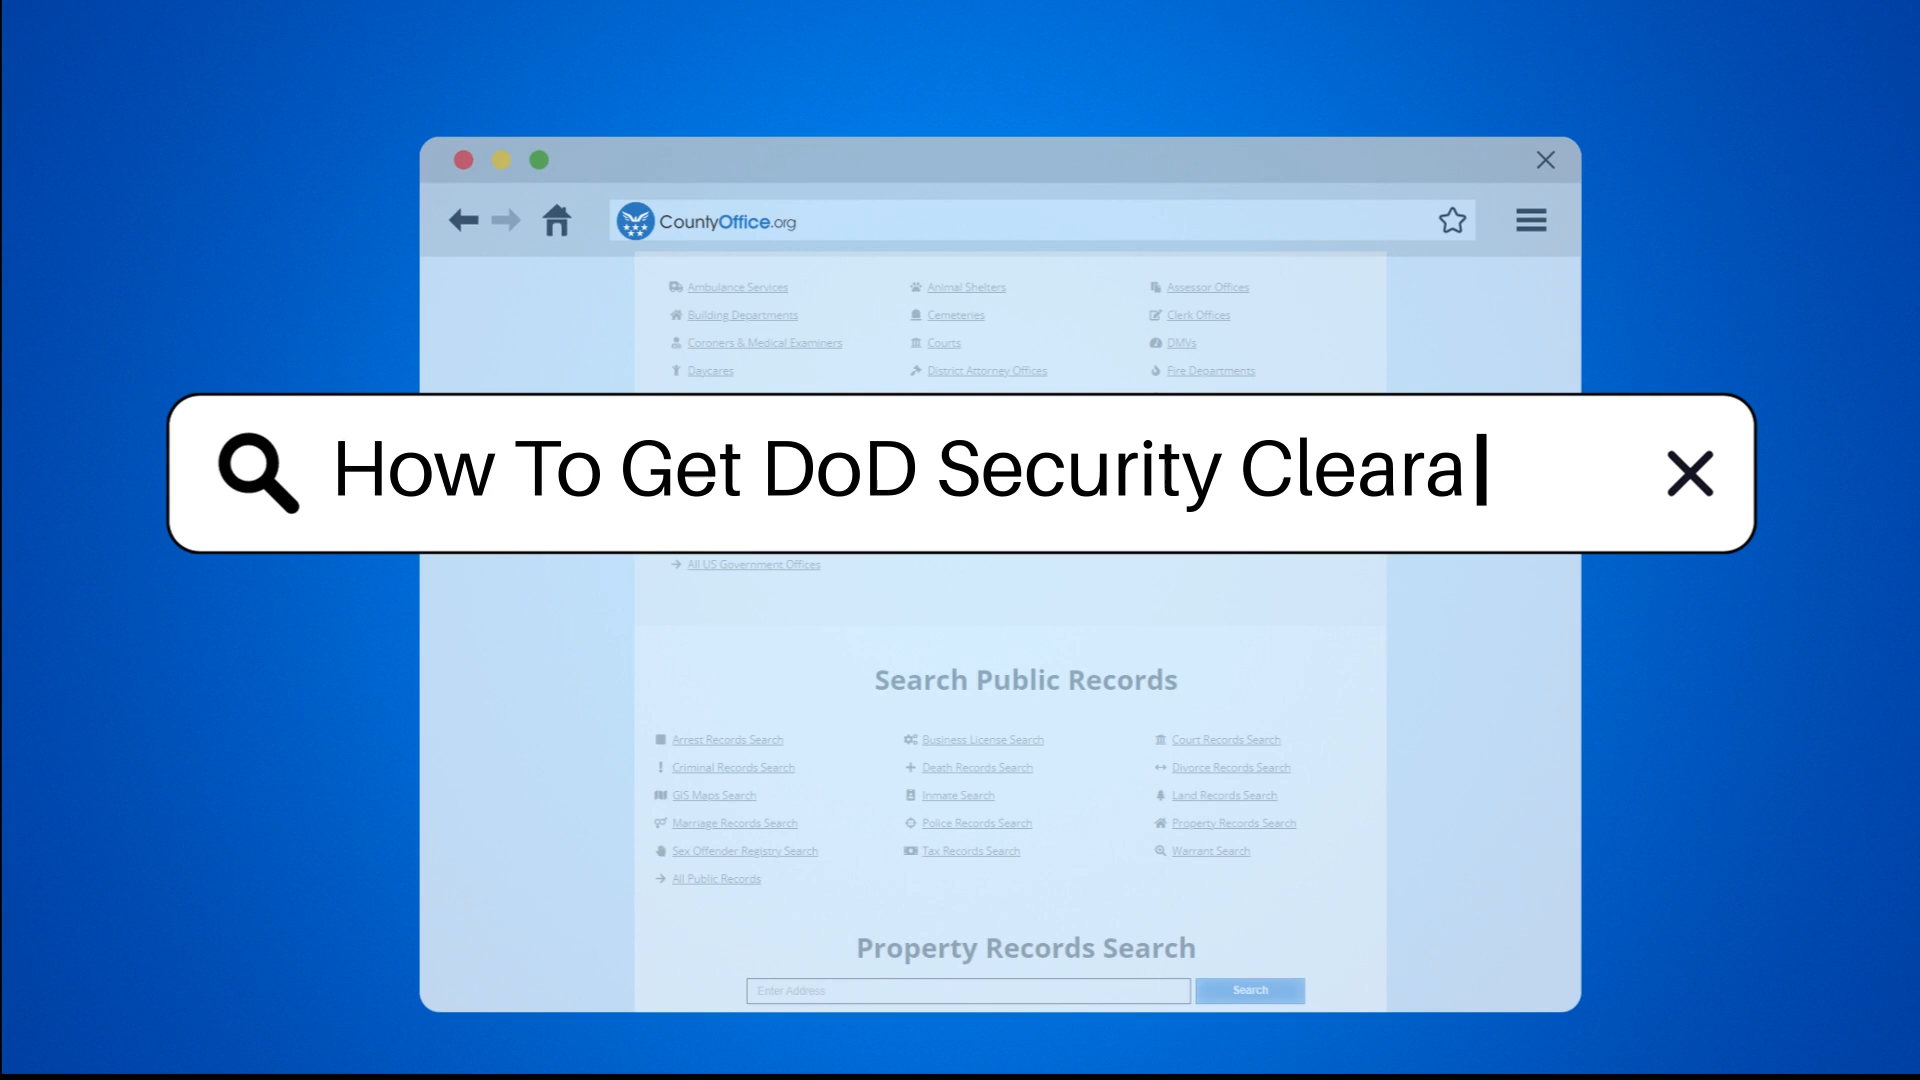 CountyOffice.org
Ambulance Services Animal Shelters Assessor Offices
Building Departments Cemeteries Clerk Offices
Coroners & Medical Examiners Courts DMVs
Daycares District Attorney Offices Fire Departments
How To Get DoD Security Cleara
All US Government Offices
Search Public Records
Arrest Records Search Business License Search Court Records Search
Criminal Records Search Death Records Search Divorce Records Search
GIS Maps Search Inmate Search Land Records Search
Marriage Records Search Police Records Search Property Records Search
Sex Offender Registry Search Tax Records Search Warrant Search
All Public Records
Property Records Search
Enter Address Search